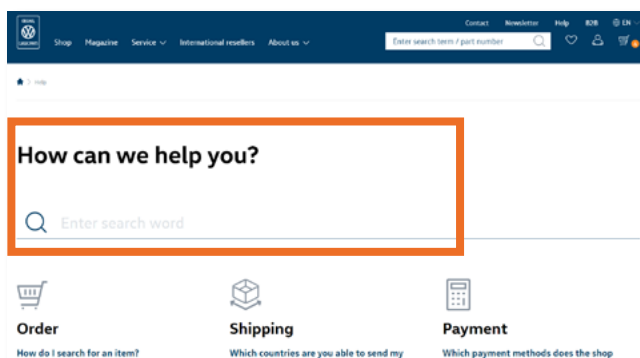 Contact Newsletter Help B2B EN
Shop Magazine Service International resellers About us
Enter search term / part number
Help
How can we help you?
Enter search word
Order Shipping Payment
How do I search for an item? Which countries are you able to send my Which payment methods does the shop